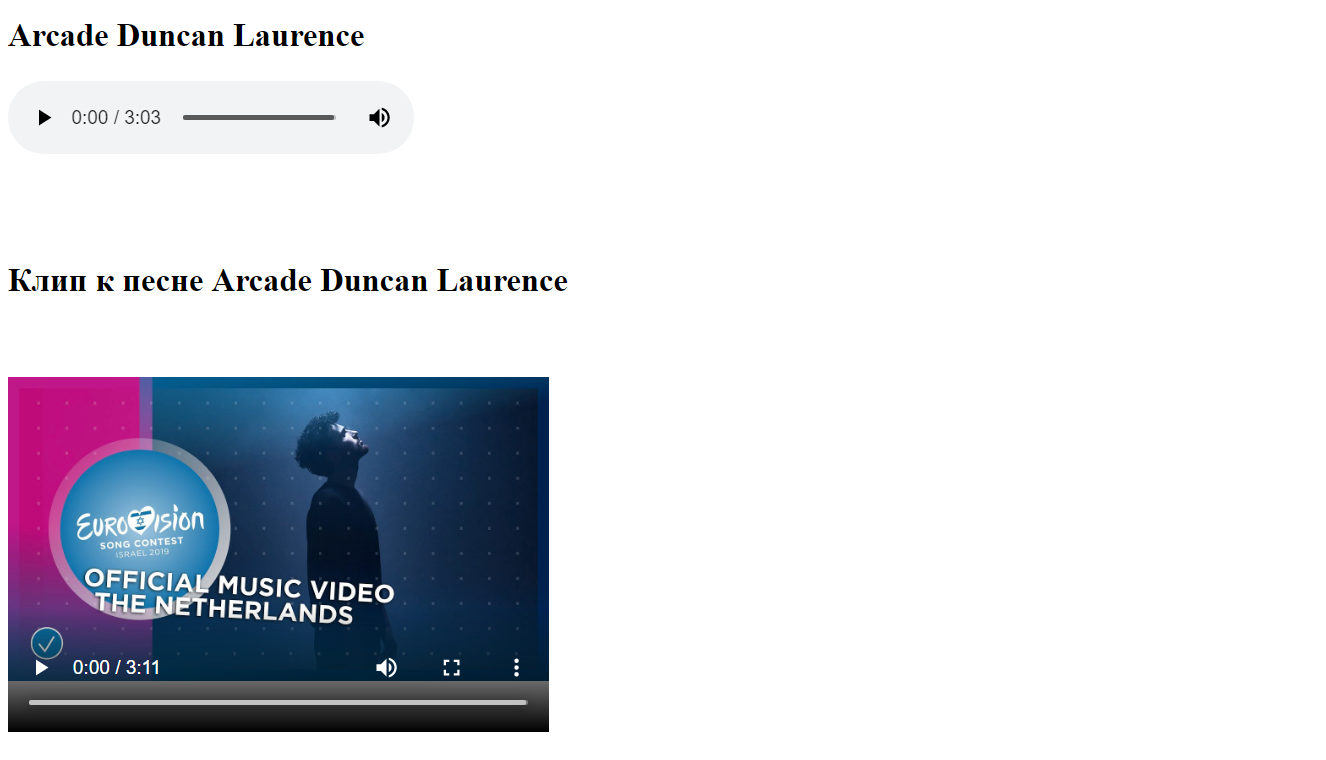 Arcade Duncan Laurence
0:00 / 3:03
Клип к песне Arcade Duncan Laurence
EUROVISION
SONG CONTEST
ISRAEL 2019
OFFICIAL MUSIC VIDEO
THE NETHERLANDS
0:00 / 3:11